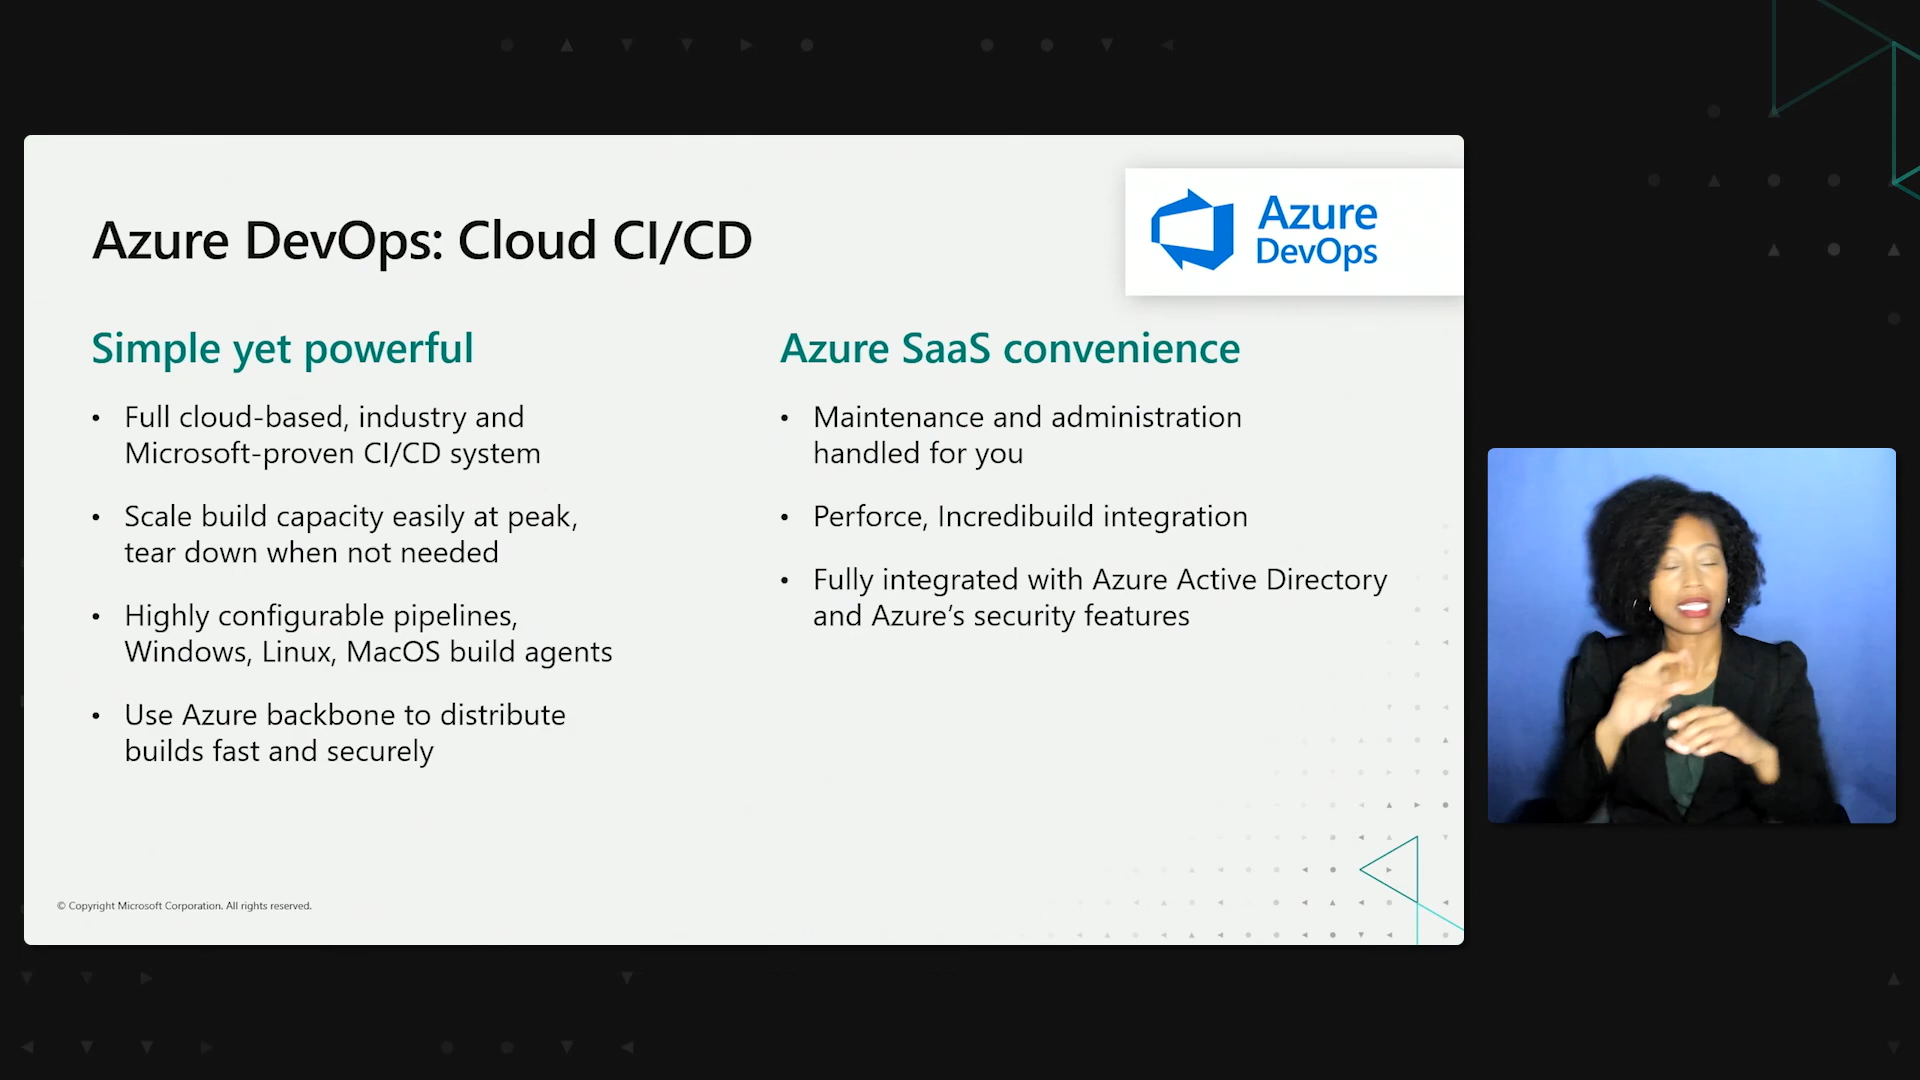 Azure DevOps: Cloud CI/CD
Azure
DevOps
Simple yet powerful
• Full cloud-based, industry and
Microsoft-proven CI/CD system
• Scale build capacity easily at peak,
tear down when not needed
• Highly configurable pipelines,
Windows, Linux, MacOS build agents
• Use Azure backbone to distribute
builds fast and securely
Azure SaaS convenience
• Maintenance and administration
handled for you
• Perforce, Incredibuild integration
• Fully integrated with Azure Active Directory
and Azure’s security features
© Copyright Microsoft Corporation. All rights reserved.